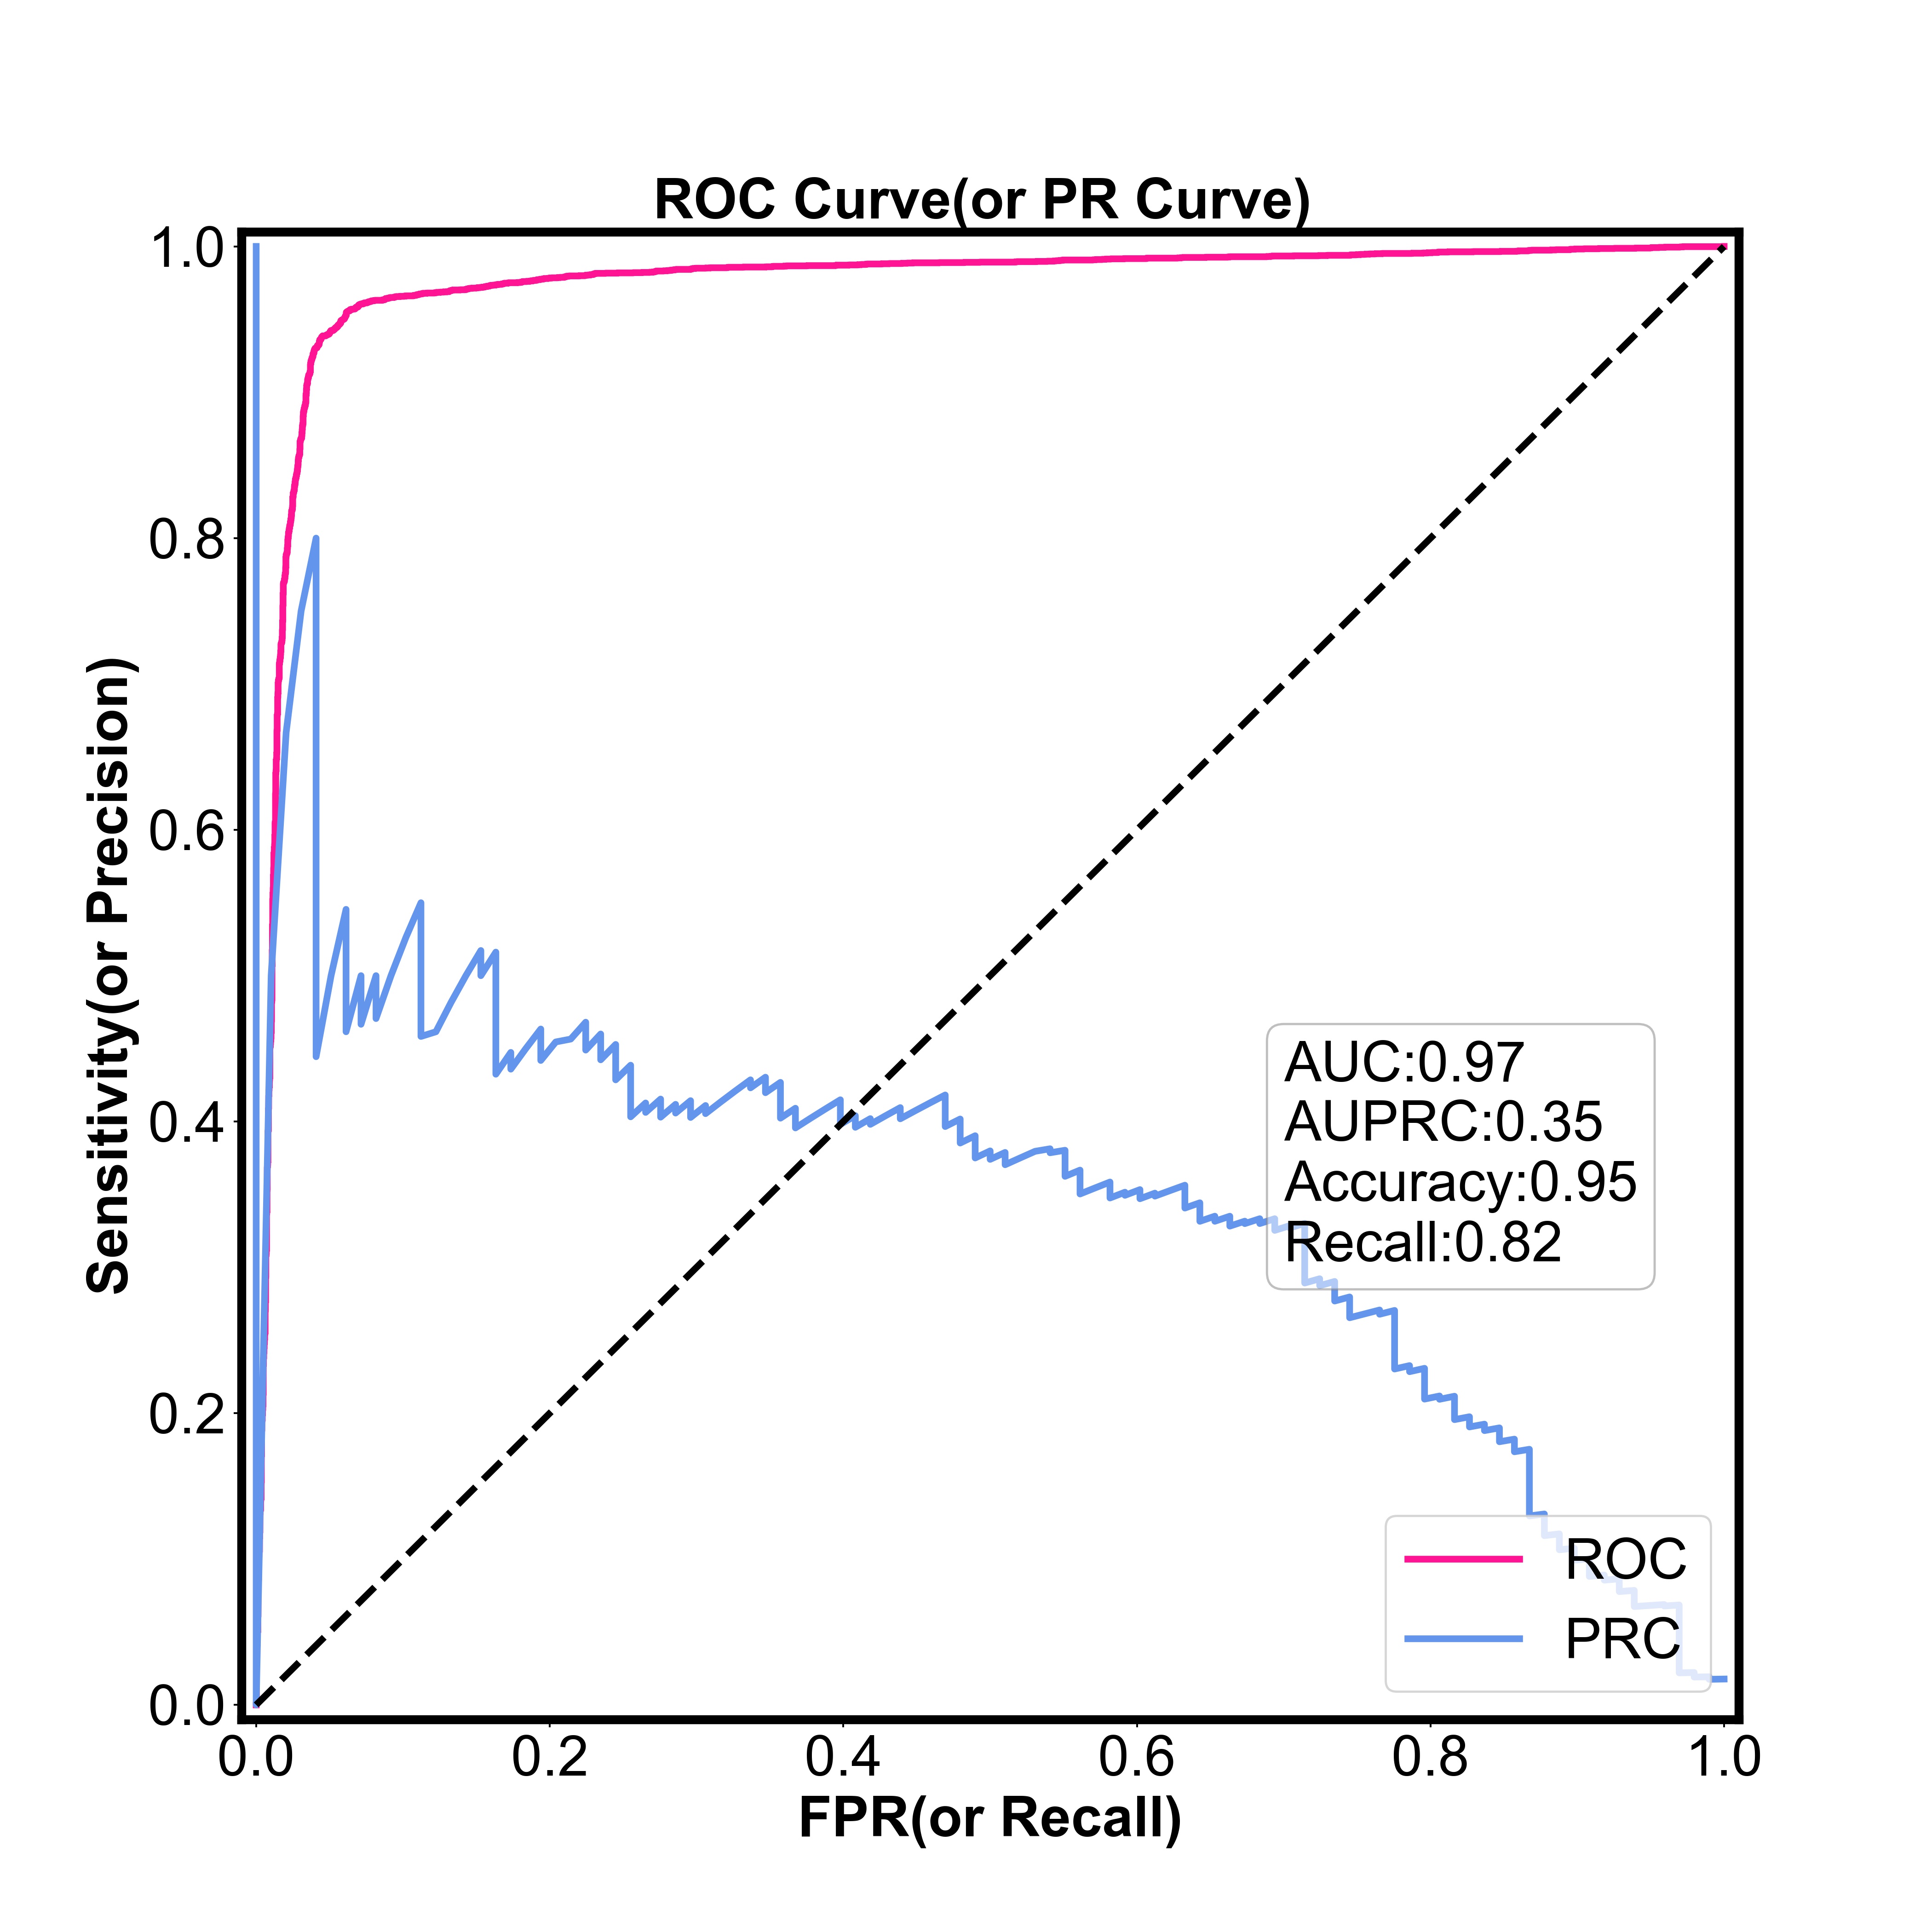 ROC Curve(or PR Curve)
Sensitivity(or Precision)
1.0
0.8
0.6
0.4
0.2
0.0
AUC:0.97
AUPRC:0.35
Accuracy:0.95
Recall:0.82
ROC
PRC
0.0 0.2 0.4 0.6 0.8 1.0
FPR(or Recall)